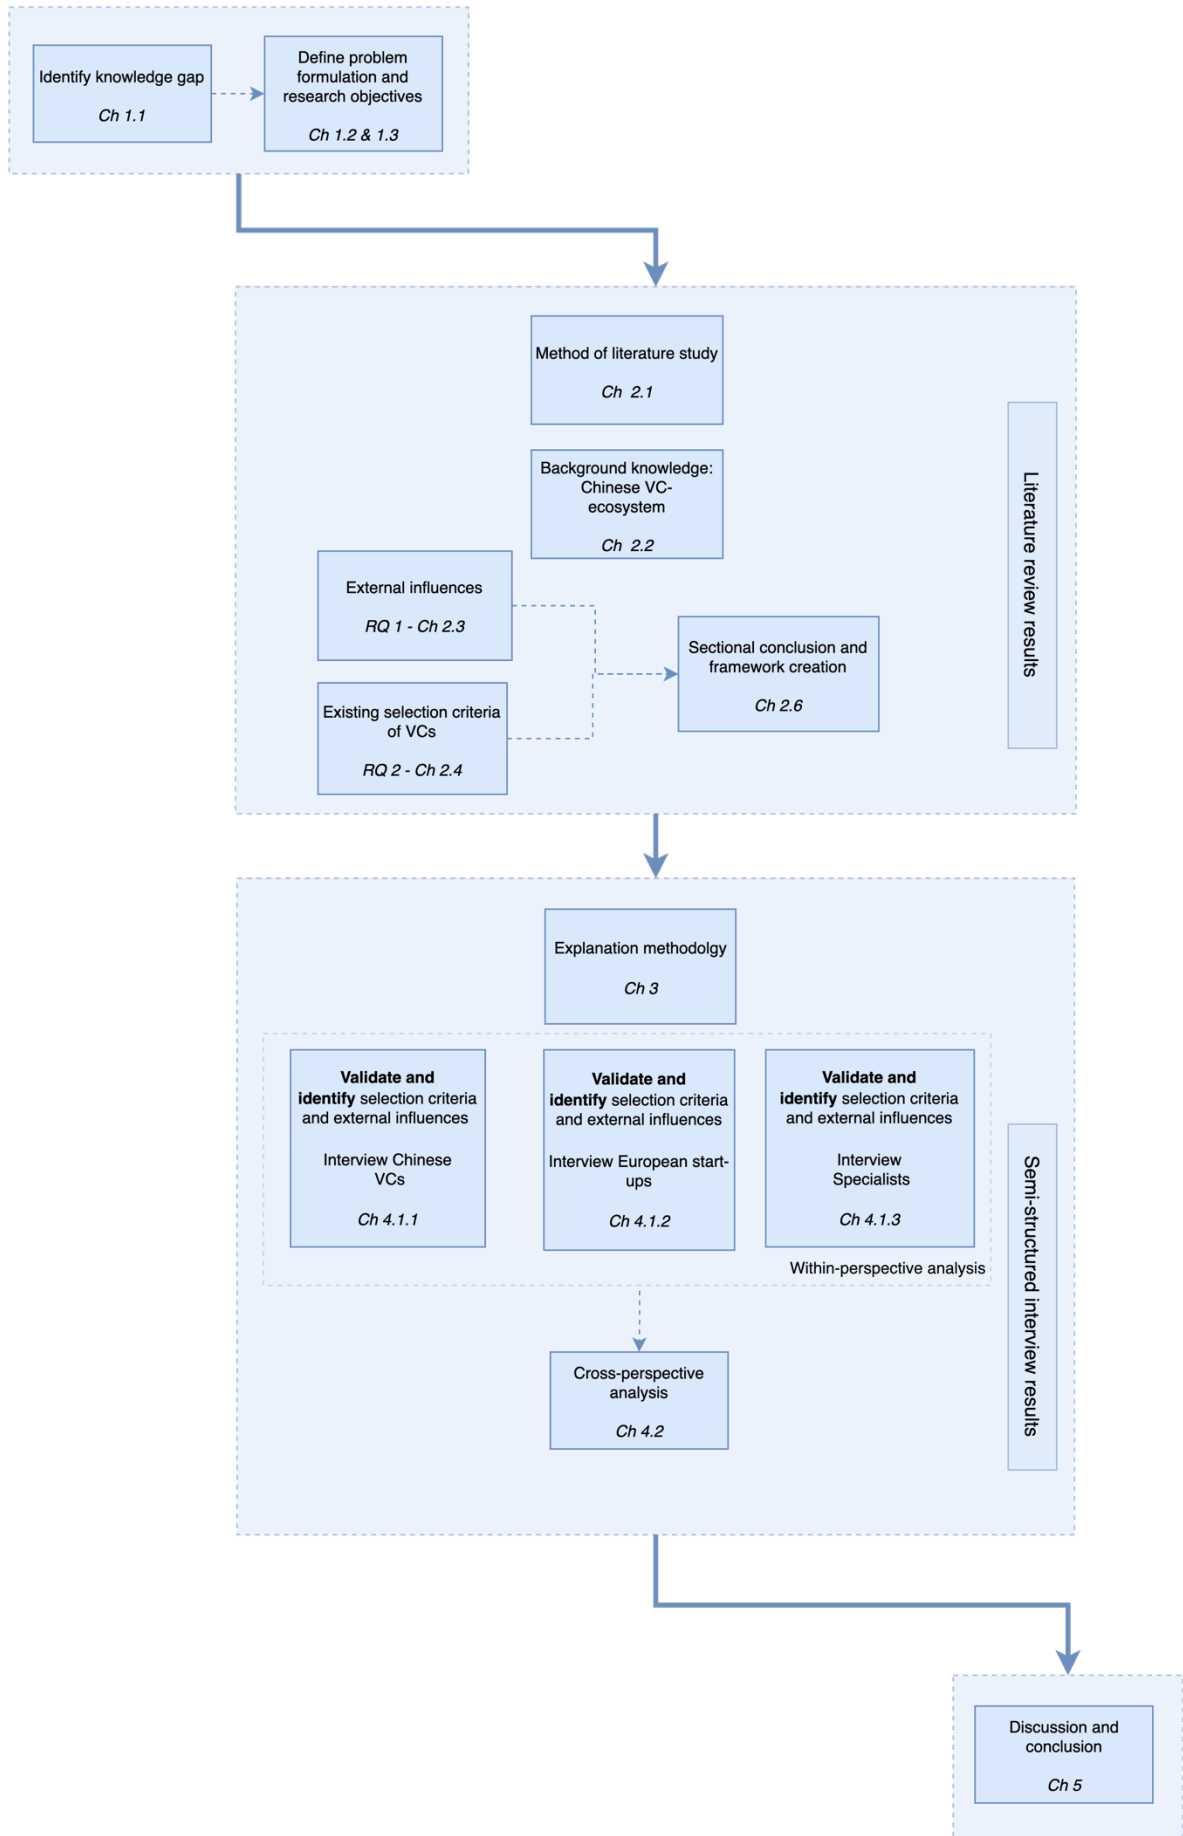 Identify knowledge gap
Ch 1.1
Define problem
formulation and
research objectives
Ch 1.2 & 1.3
Method of literature study
Ch 2.1
Background knowledge:
Chinese VC-
ecosystem
Ch 2.2
External influences
RQ 1 - Ch 2.3
Existing selection criteria
of VCs
RQ 2 - Ch 2.4
Sectional conclusion and
framework creation
Ch 2.6
Literature review results
Explanation methodolgy
Ch 3
Validate and
identify selection criteria
and external influences
Interview Chinese
VCs
Ch 4.1.1
Validate and
identify selection criteria
and external influences
Interview European start-
ups
Ch 4.1.2
Validate and
identify selection criteria
and external influences
Interview
Specialists
Ch 4.1.3
Within-perspective analysis
Cross-perspective
analysis
Ch 4.2
Semi-structured interview results
Discussion and
conclusion
Ch 5